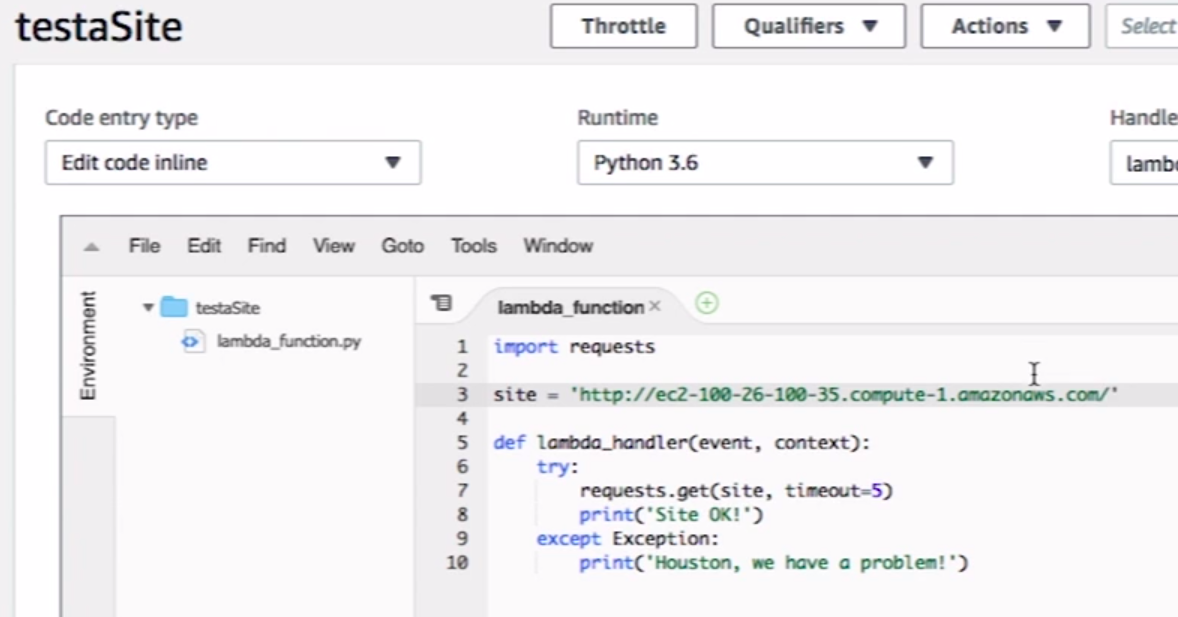 testaSite
Throttle
Qualifiers
Actions
Select
Code entry type
Runtime
Handle
Edit code inline
Python 3.6
lamb
File Edit Find View Goto Tools Window
Environment
testaSite
lambda_function.py
lambda_function
1 import requests
2
3 site = 'http://ec2-100-26-100-35.compute-1.amazonaws.com/'
4
5 def lambda_handler(event, context):
6     try:
7         requests.get(site, timeout=5)
8         print('Site OK!')
9     except Exception:
10         print('Houston, we have a problem!')